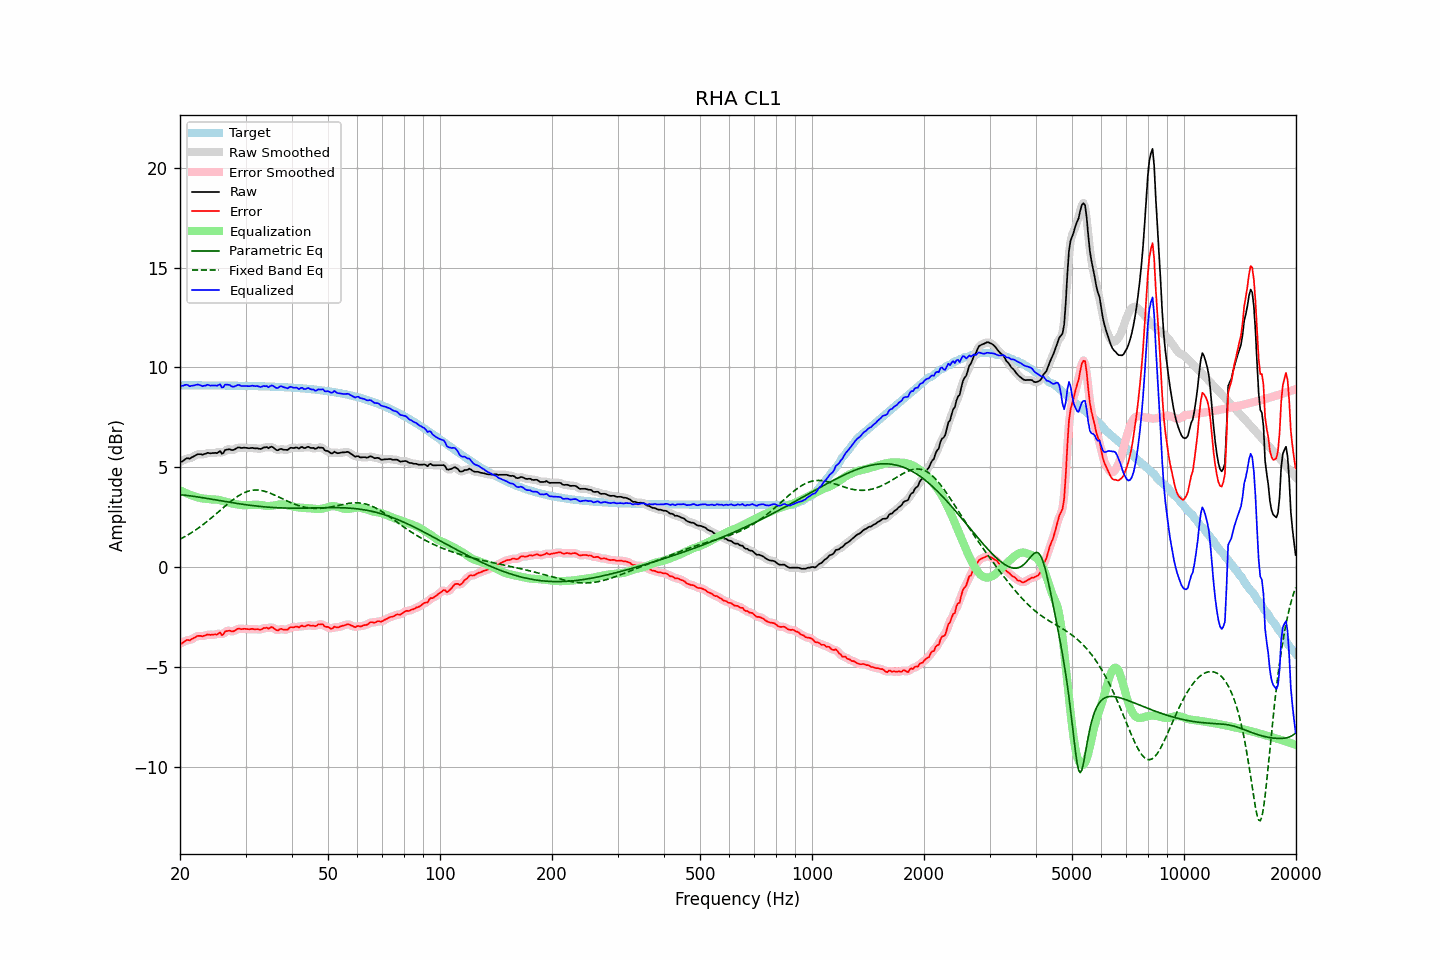 RHA CL1
Target
Raw Smoothed
Error Smoothed
Raw
Error
Equalization
Parametric Eq
Fixed Band Eq
Equalized
Amplitude (dBr)
20
15
10
5
0
−5
−10
20
50
100
200
500
1000
2000
5000
10000
20000
Frequency (Hz)